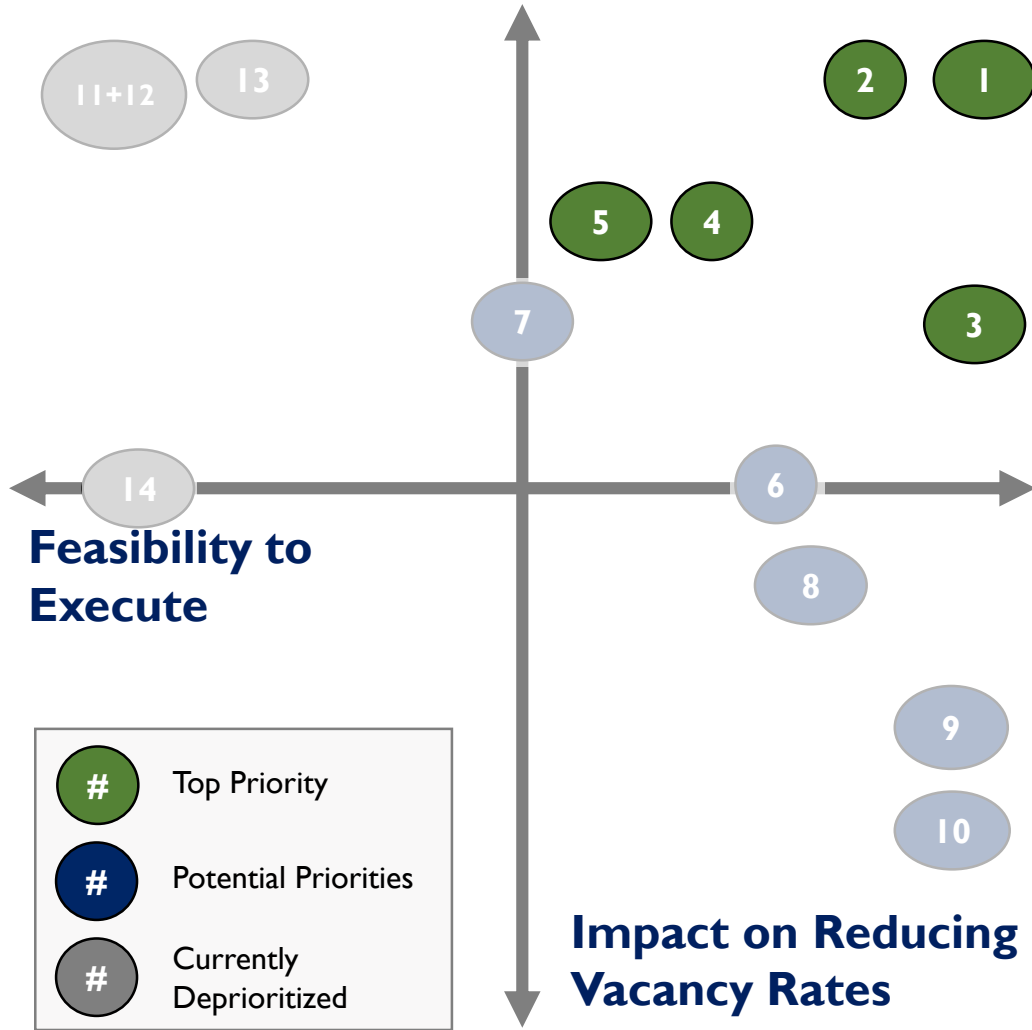 11+12
13
2
1
5
4
7
3
14
6
Feasibility to
Execute
8
9
10
# Top Priority
# Potential Priorities
# Currently
Deprioritized
Impact on Reducing
Vacancy Rates